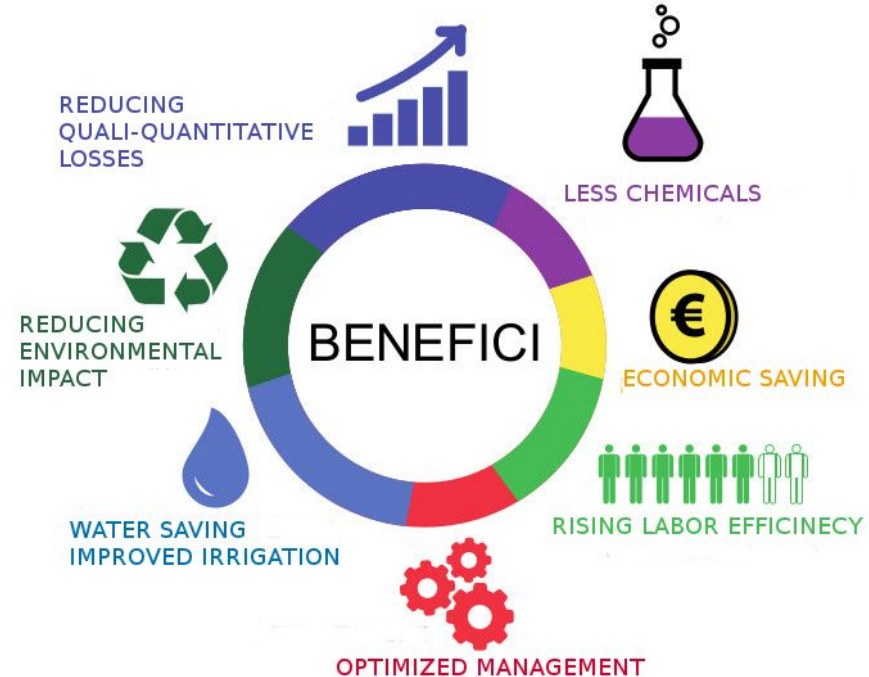 REDUCING
QUALI-QUANTITATIVE
LOSSES
LESS CHEMICALS
REDUCING
ENVIRONMENTAL
IMPACT
BENEFICI
€
ECONOMIC SAVING
WATER SAVING
IMPROVED IRRIGATION
RISING LABOR EFFICINECY
OPTIMIZED MANAGEMENT